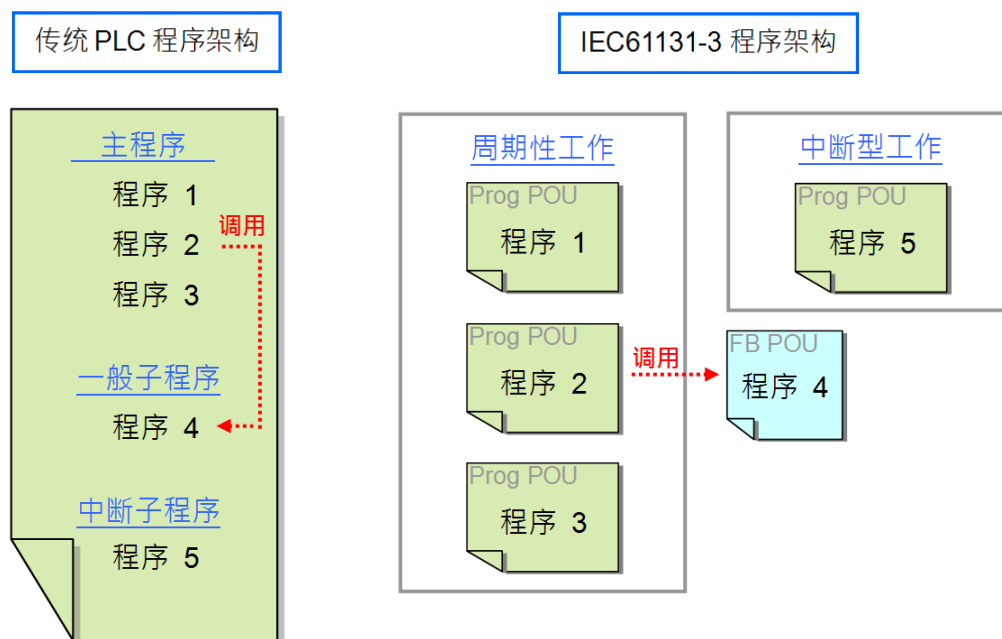 传统 PLC 程序架构
IEC61131-3 程序架构
主程序
程序 1
程序 2
调用
程序 3
一般子程序
程序 4
中断子程序
程序 5
周期性工作
Prog POU
程序 1
Prog POU
程序 2
调用
Prog POU
程序 3
中断型工作
Prog POU
程序 5
FB POU
程序 4